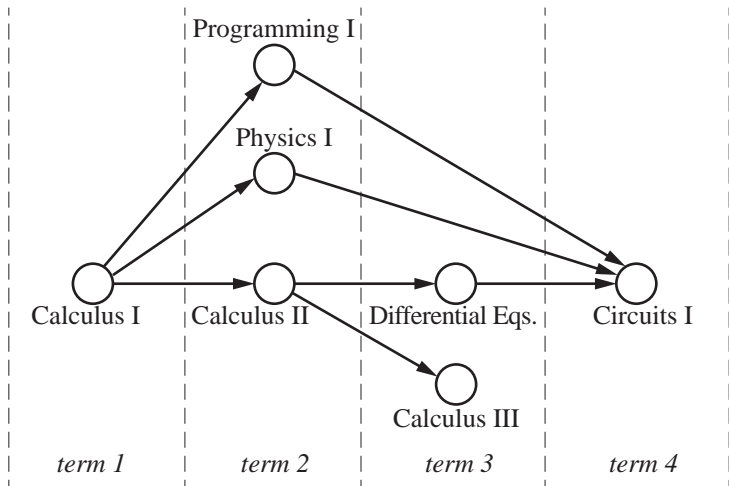 Programming I
Physics I
Calculus I
Calculus II
Differential Eqs.
Circuits I
Calculus III
term 1
term 2
term 3
term 4